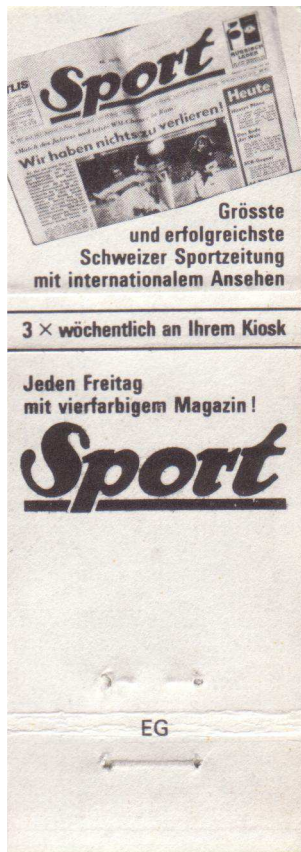 Sport
Wir haben nichts zu verlieren!
Heute
Grösste
und erfolgreichste
Schweizer Sportzeitung
mit internationalem Ansehen
3 × wöchentlich an Ihrem Kiosk
Jeden Freitag
mit vierfarbigem Magazin!
Sport
EG